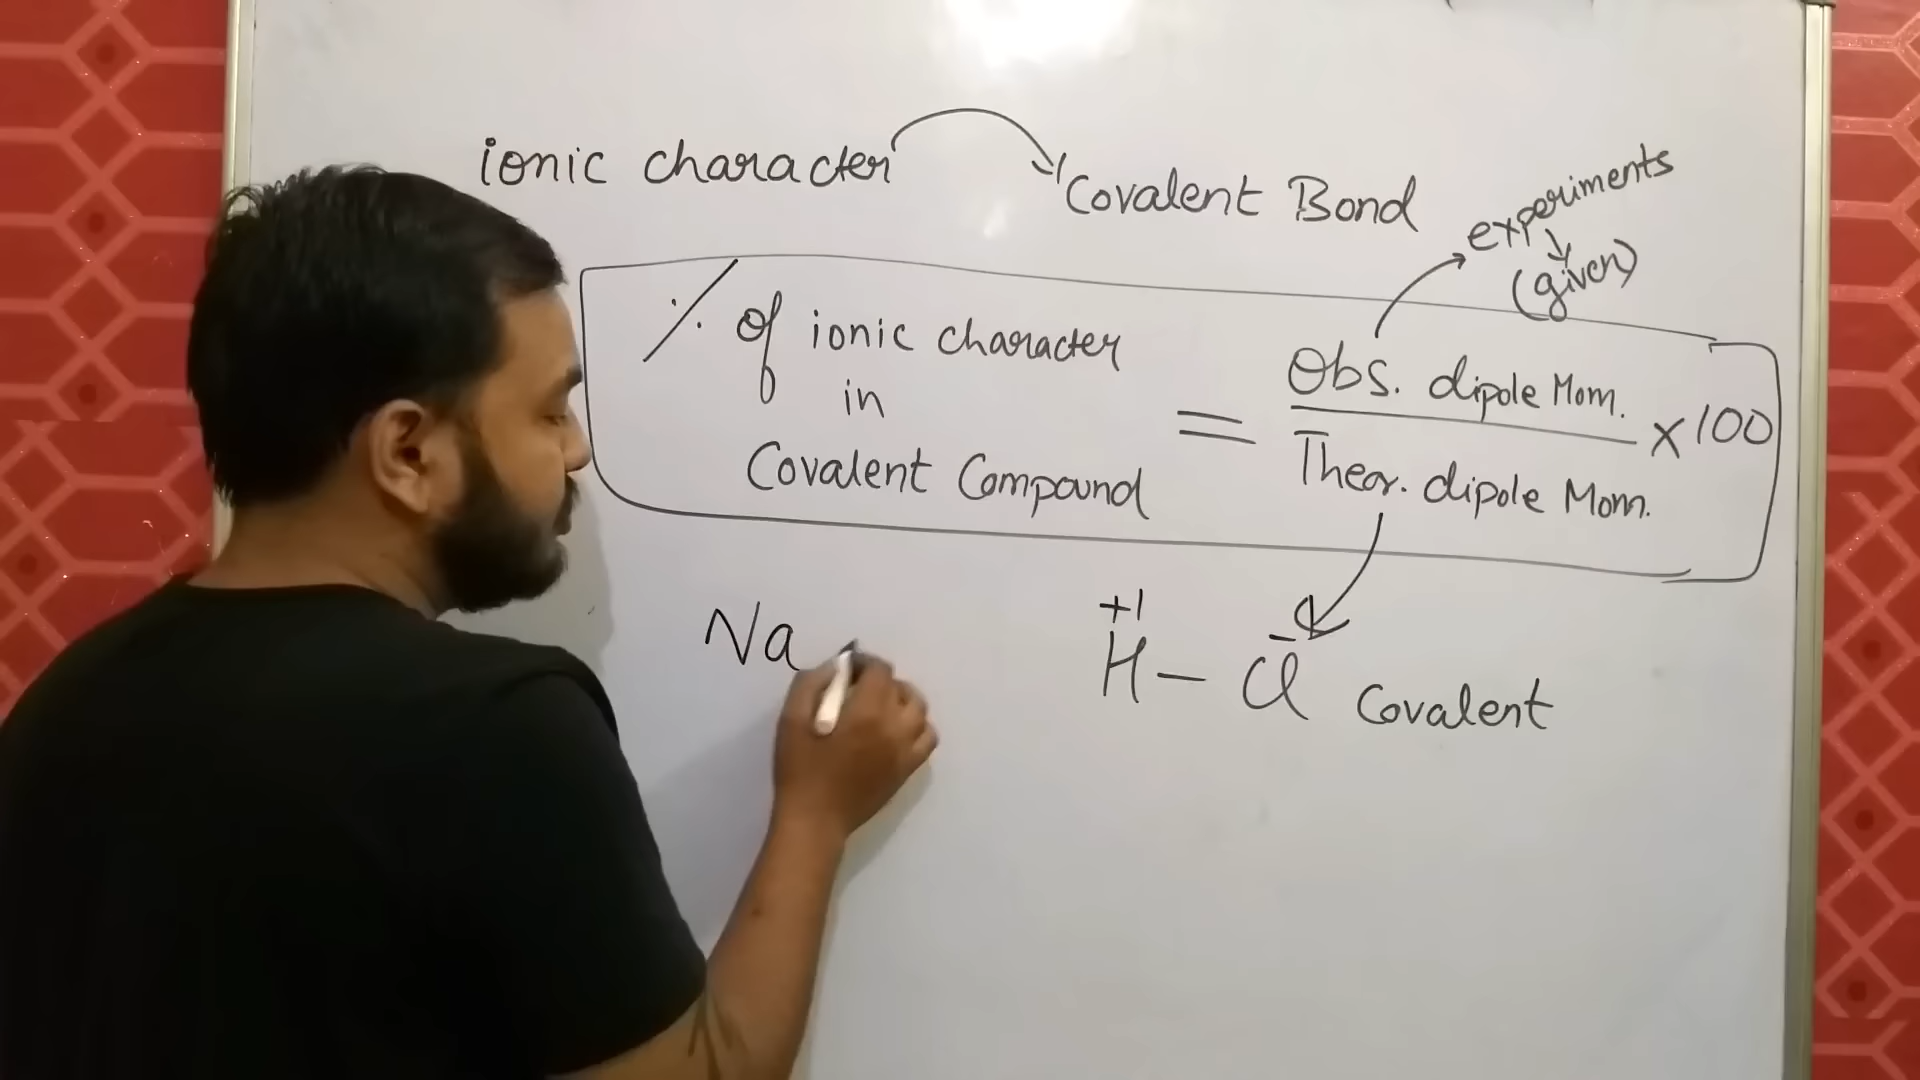 ionic character
Covalent Bond
experiments
(given)
% of ionic character
in
Covalent Compound
=
Obs. dipole Mom.
Theor. dipole Mom.
x 100
Na
+1 -
H - Cl Covalent